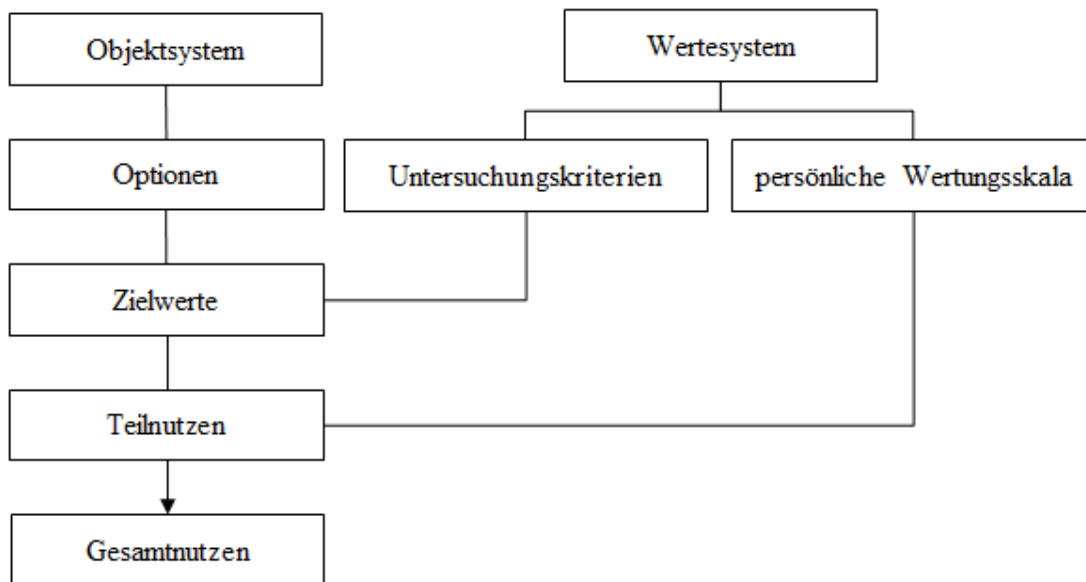 Objektsystem
Wertesystem
Optionen
Untersuchungskriterien
persönliche Wertungsskala
Zielwerte
Teilnutzen
Gesamtnutzen